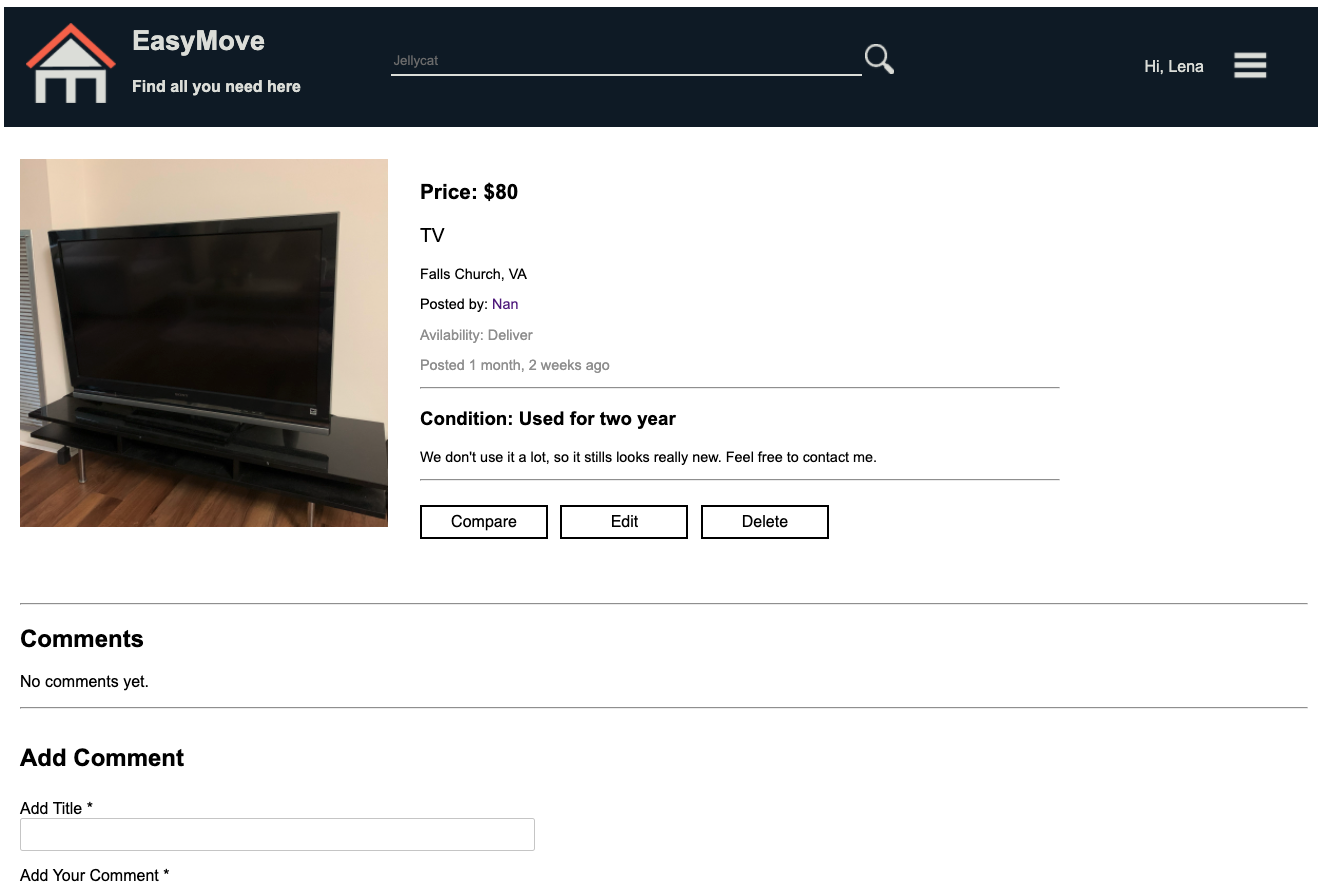 EasyMove
Find all you need here
Jellycat
Hi, Lena
Price: $80
TV
Falls Church, VA
Posted by: Nan
Avilability: Deliver
Posted 1 month, 2 weeks ago
Condition: Used for two year
We don't use it a lot, so it stills looks really new. Feel free to contact me.
Compare
Edit
Delete
Comments
No comments yet.
Add Comment
Add Title *
Add Your Comment *